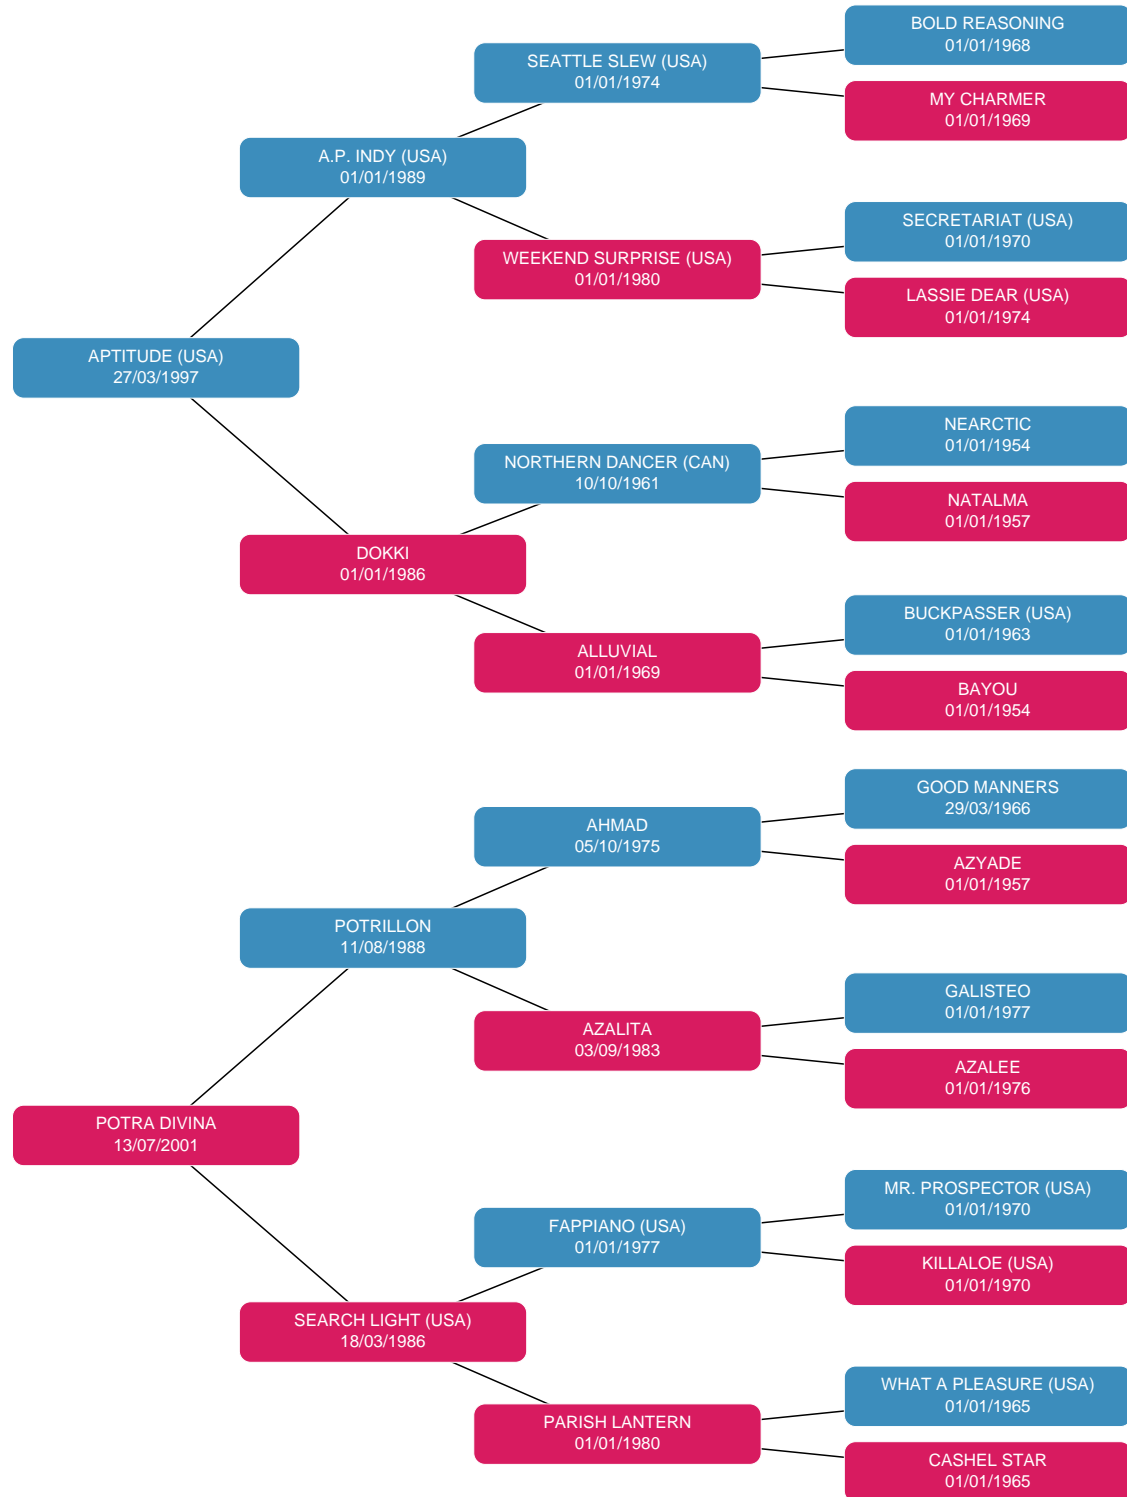 BOLD REASONING
01/01/1968
SEATTLE SLEW (USA)
01/01/1974
MY CHARMER
01/01/1969
A.P. INDY (USA)
01/01/1989
SECRETARIAT (USA)
01/01/1970
WEEKEND SURPRISE (USA)
01/01/1980
LASSIE DEAR (USA)
01/01/1974
APTITUDE (USA)
27/03/1997
NEARCTIC
01/01/1954
NORTHERN DANCER (CAN)
10/10/1961
NATALMA
01/01/1957
DOKKI
01/01/1986
BUCKPASSER (USA)
01/01/1963
ALLUVIAL
01/01/1969
BAYOU
01/01/1954
GOOD MANNERS
29/03/1966
AHMAD
05/10/1975
AZYADE
01/01/1957
POTRILLON
11/08/1988
GALISTEO
01/01/1977
AZALITA
03/09/1983
AZALEE
01/01/1976
POTRA DIVINA
13/07/2001
MR. PROSPECTOR (USA)
01/01/1970
FAPPIANO (USA)
01/01/1977
KILLALOE (USA)
01/01/1970
SEARCH LIGHT (USA)
18/03/1986
WHAT A PLEASURE (USA)
01/01/1965
PARISH LANTERN
01/01/1980
CASHEL STAR
01/01/1965